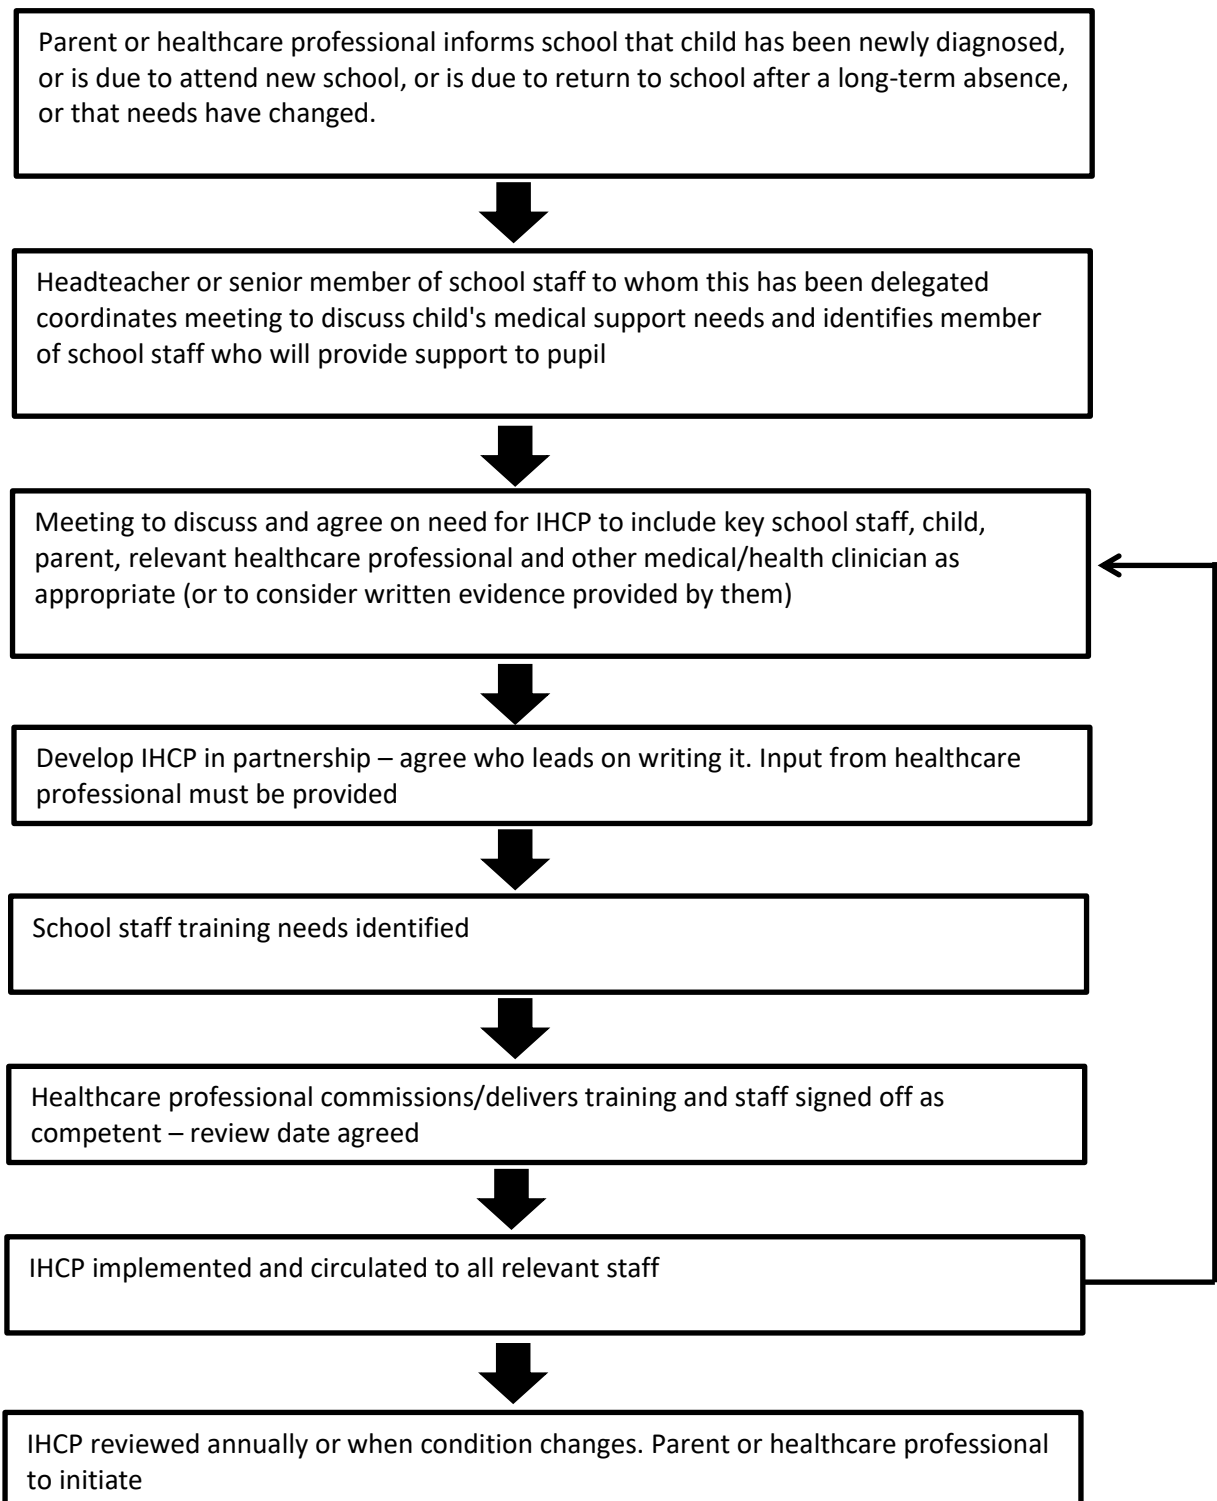 Parent or healthcare professional informs school that child has been newly diagnosed,
or is due to attend new school, or is due to return to school after a long-term absence,
or that needs have changed.
Headteacher or senior member of school staff to whom this has been delegated
coordinates meeting to discuss child's medical support needs and identifies member
of school staff who will provide support to pupil
Meeting to discuss and agree on need for IHCP to include key school staff, child,
parent, relevant healthcare professional and other medical/health clinician as
appropriate (or to consider written evidence provided by them)
Develop IHCP in partnership – agree who leads on writing it. Input from healthcare
professional must be provided
School staff training needs identified
Healthcare professional commissions/delivers training and staff signed off as
competent – review date agreed
IHCP implemented and circulated to all relevant staff
IHCP reviewed annually or when condition changes. Parent or healthcare professional
to initiate